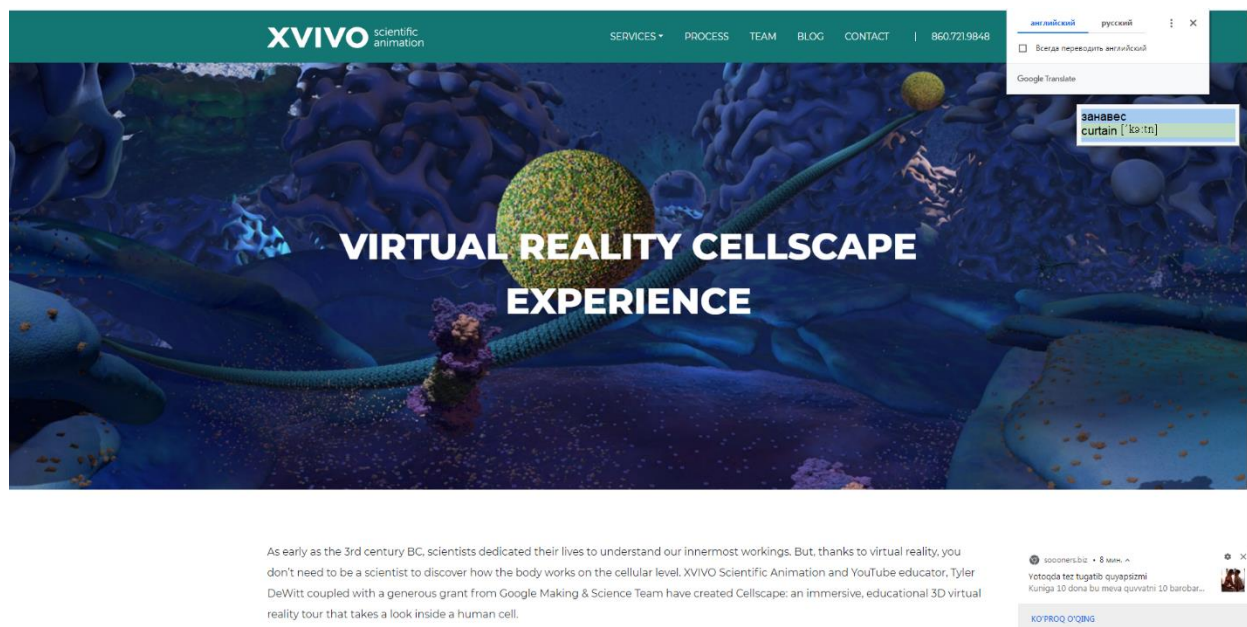 XVIVO scientific animation
SERVICES PROCESS TEAM BLOG CONTACT | 860.721.9848
английский русский
Всегда переводить английский
Google Translate
занавес
curtain [ˈkəːtn]
VIRTUAL REALITY CELLSCAPE
EXPERIENCE
As early as the 3rd century BC, scientists dedicated their lives to understand our innermost workings. But, thanks to virtual reality, you
don't need to be a scientist to discover how the body works on the cellular level. XVIVO Scientific Animation and YouTube educator, Tyler
DeWitt coupled with a generous grant from Google Making & Science Team have created Cellscape: an immersive, educational 3D virtual
reality tour that takes a look inside a human cell.
soooners.biz • 8 мин.
Yotoqda tez tugatib quyapsizmi
Kuniga 10 dona bu meva quvvatni 10 barobar...
KO'PROQ O'QING